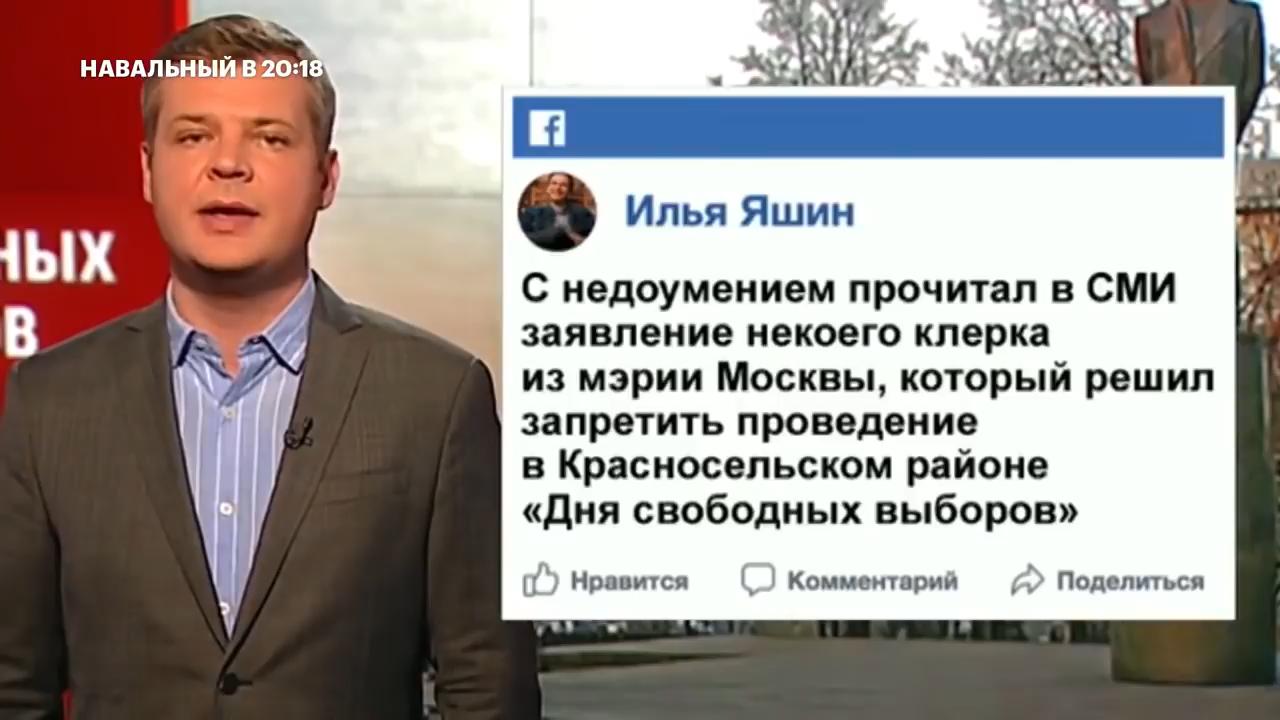 НАВАЛЬНЫЙ В 20:18
НЫХ
В
f
Илья Яшин
С недоумением прочитал в СМИ
заявление некоего клерка
из мэрии Москвы, который решил
запретить проведение
в Красносельском районе
«Дня свободных выборов»
Нравится
Комментарий
Поделиться